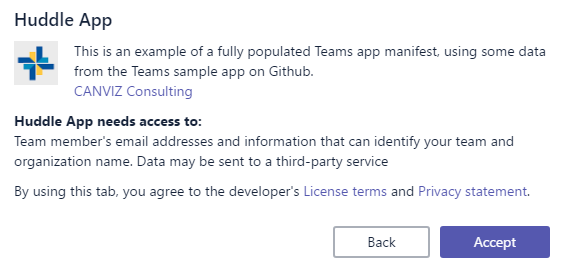 Huddle App
This is an example of a fully populated Teams app manifest, using some data
from the Teams sample app on Github.
CANVIZ Consulting
Huddle App needs access to:
Team member's email addresses and information that can identify your team and
organization name. Data may be sent to a third-party service
By using this tab, you agree to the developer's License terms and Privacy statement.
Back
Accept